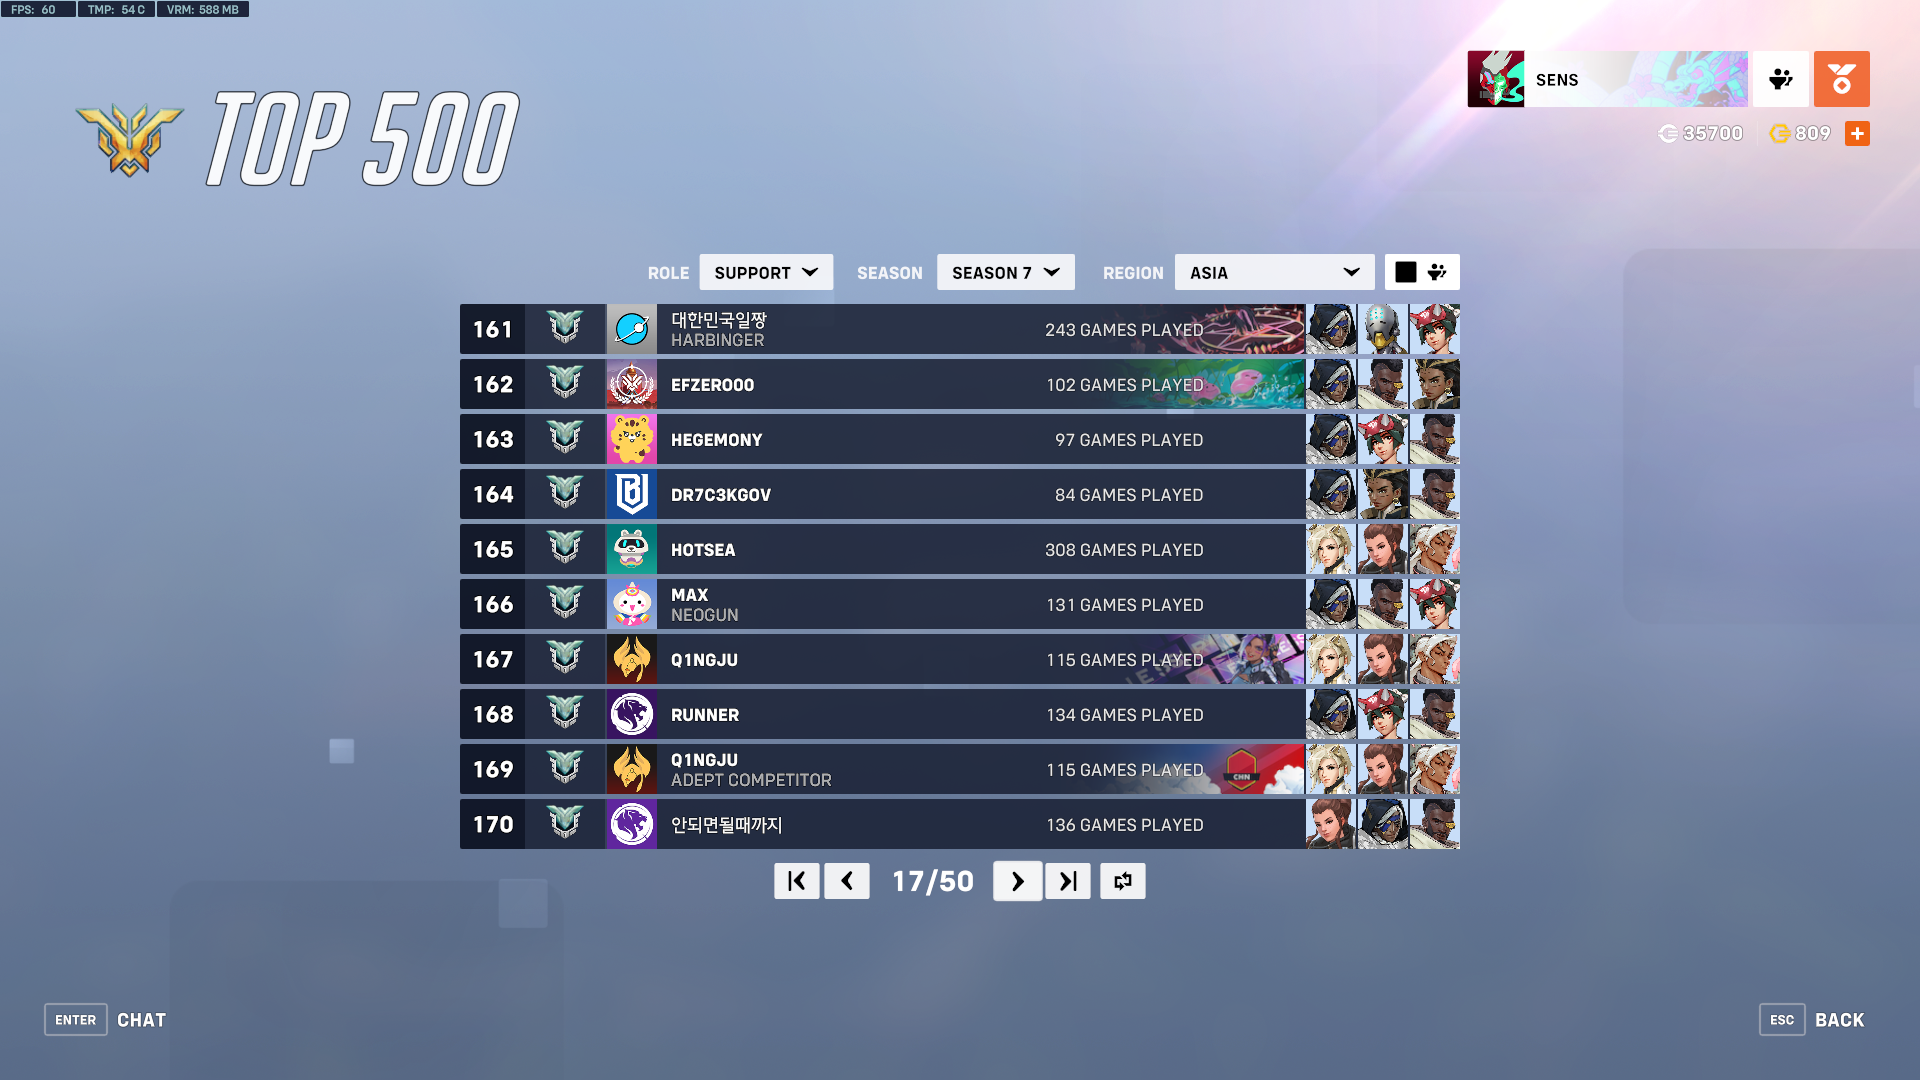 FPS: 60 TMP: 54 C VRM: 588 MB
TOP 500
SENS
35700 809
ROLE SUPPORT SEASON SEASON 7 REGION ASIA
161 대한민국일짱 243 GAMES PLAYED
HARBINGER
162 EFZEROOO 102 GAMES PLAYED
163 HEGEMONY 97 GAMES PLAYED
164 DR7C3KGOV 84 GAMES PLAYED
165 HOTSEA 308 GAMES PLAYED
166 MAX 131 GAMES PLAYED
NEOGUN
167 Q1NGJU 115 GAMES PLAYED
168 RUNNER 134 GAMES PLAYED
169 Q1NGJU 115 GAMES PLAYED
ADEPT COMPETITOR
CHN
170 안되면될때까지 136 GAMES PLAYED
17/50
ENTER CHAT
ESC BACK